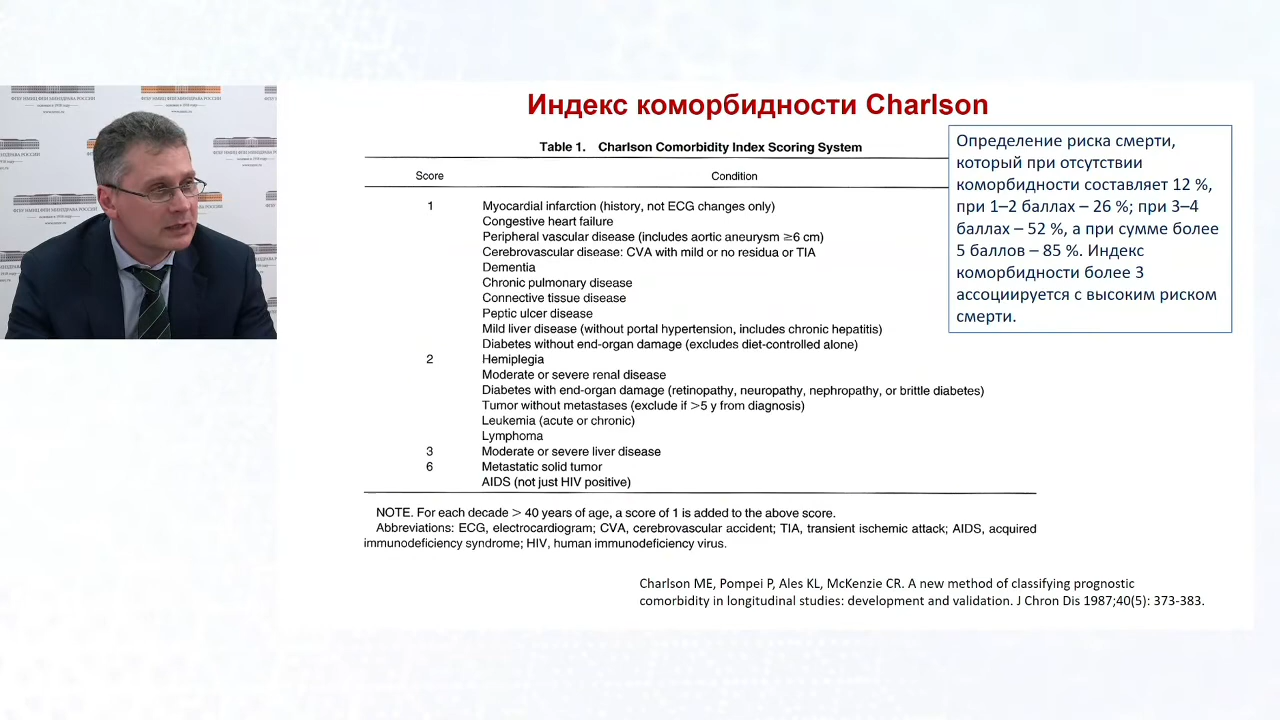 Индекс коморбидности Charlson
Table 1. Charlson Comorbidity Index Scoring System
Score Condition
1 Myocardial infarction (history, not ECG changes only)
Congestive heart failure
Peripheral vascular disease (includes aortic aneurysm ≥6 cm)
Cerebrovascular disease: CVA with mild or no residua or TIA
Dementia
Chronic pulmonary disease
Connective tissue disease
Peptic ulcer disease
Mild liver disease (without portal hypertension, includes chronic hepatitis)
Diabetes without end-organ damage (excludes diet-controlled alone)
2 Hemiplegia
Moderate or severe renal disease
Diabetes with end-organ damage (retinopathy, neuropathy, nephropathy, or brittle diabetes)
Tumor without metastases (exclude if >5 y from diagnosis)
Leukemia (acute or chronic)
Lymphoma
3 Moderate or severe liver disease
6 Metastatic solid tumor
AIDS (not just HIV positive)
NOTE. For each decade > 40 years of age, a score of 1 is added to the above score.
Abbreviations: ECG, electrocardiogram; CVA, cerebrovascular accident; TIA, transient ischemic attack; AIDS, acquired
immunodeficiency syndrome; HIV, human immunodeficiency virus.
Определение риска смерти,
который при отсутствии
коморбидности составляет 12 %,
при 1–2 баллах – 26 %; при 3–4
баллах – 52 %, а при сумме более
5 баллов – 85 %. Индекс
коморбидности более 3
ассоциируется с высоким риском
смерти.
Charlson ME, Pompei P, Ales KL, McKenzie CR. A new method of classifying prognostic
comorbidity in longitudinal studies: development and validation. J Chron Dis 1987;40(5): 373-383.